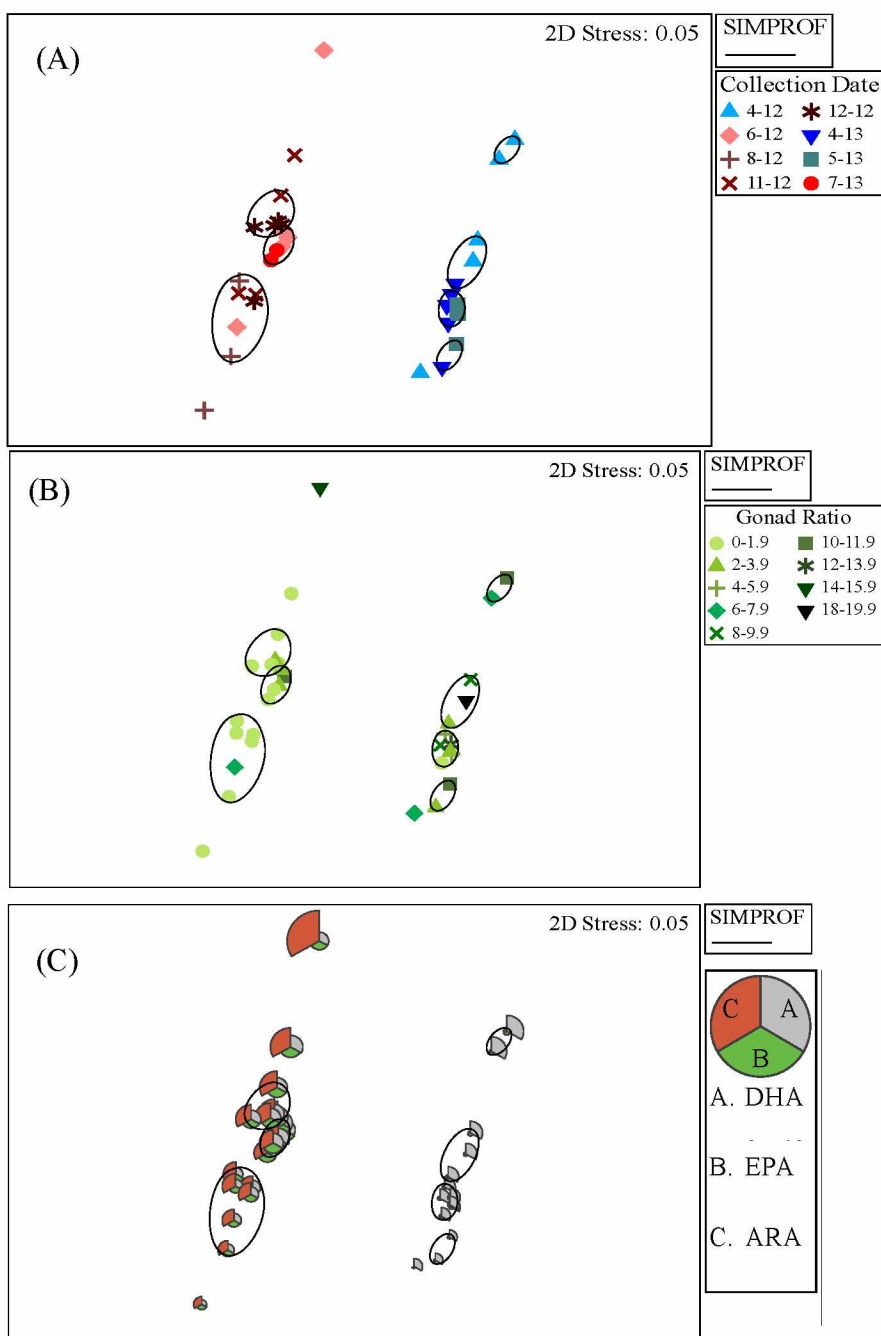 (A)
2D Stress: 0.05
SIMPROF
Collection Date
4-12
12-12
6-12
4-13
8-12
5-13
11-12
7-13
(B)
2D Stress: 0.05
SIMPROF
Gonad Ratio
0-1.9
10-11.9
2-3.9
12-13.9
4-5.9
14-15.9
6-7.9
18-19.9
8-9.9
(C)
2D Stress: 0.05
SIMPROF
C
A
B
A. DHA
B. EPA
C. ARA